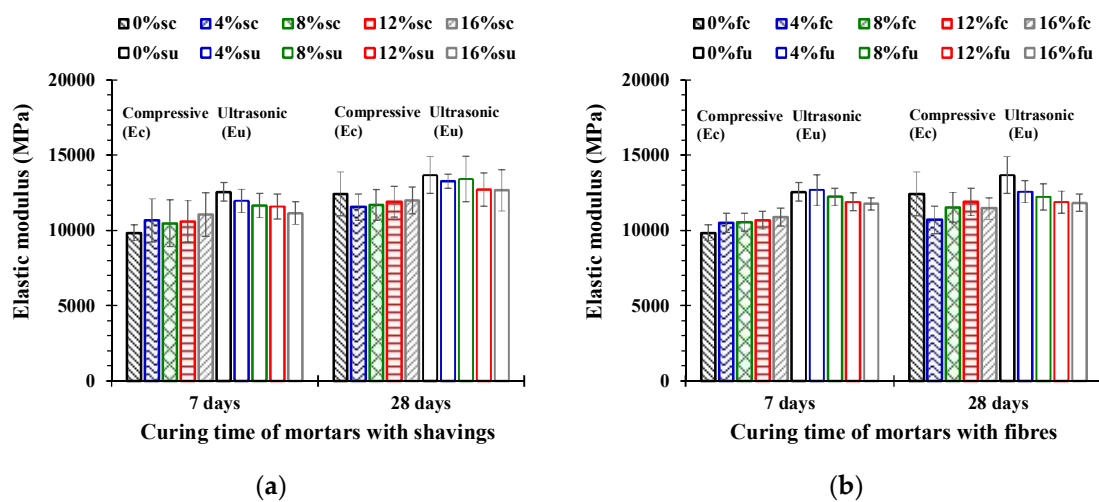 0%sc 4%sc 8%sc 12%sc 16%sc
0%su 4%su 8%su 12%su 16%su
20000
15000
10000
5000
0
Elastic modulus (MPa)
Compressive (Ec)
Ultrasonic (Eu)
Compressive (Ec)
Ultrasonic (Eu)
7 days 28 days
Curing time of mortars with shavings
(a)
0%fc 4%fc 8%fc 12%fc 16%fc
0%fu 4%fu 8%fu 12%fu 16%fu
20000
15000
10000
5000
0
Elastic modulus (MPa)
Compressive (Ec)
Ultrasonic (Eu)
Compressive (Ec)
Ultrasonic (Eu)
7 days 28 days
Curing time of mortars with fibres
(b)